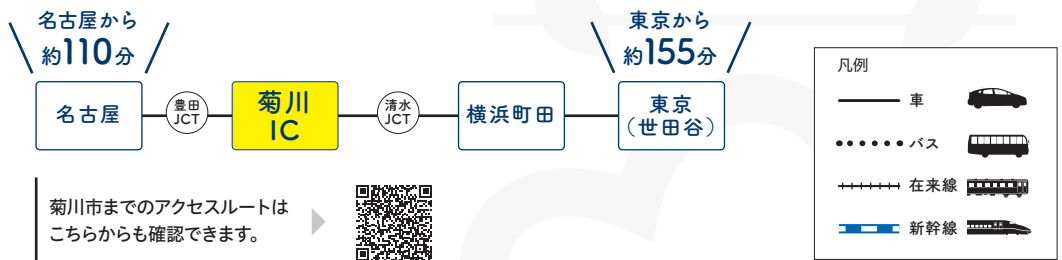 名古屋から
約110分
東京から
約155分
名古屋
豊田
JCT
菊川
IC
清水
JCT
横浜町田
東京
（世田谷）
菊川市までのアクセスルートは
こちらからも確認できます。
凡例
車
バス
在来線
新幹線